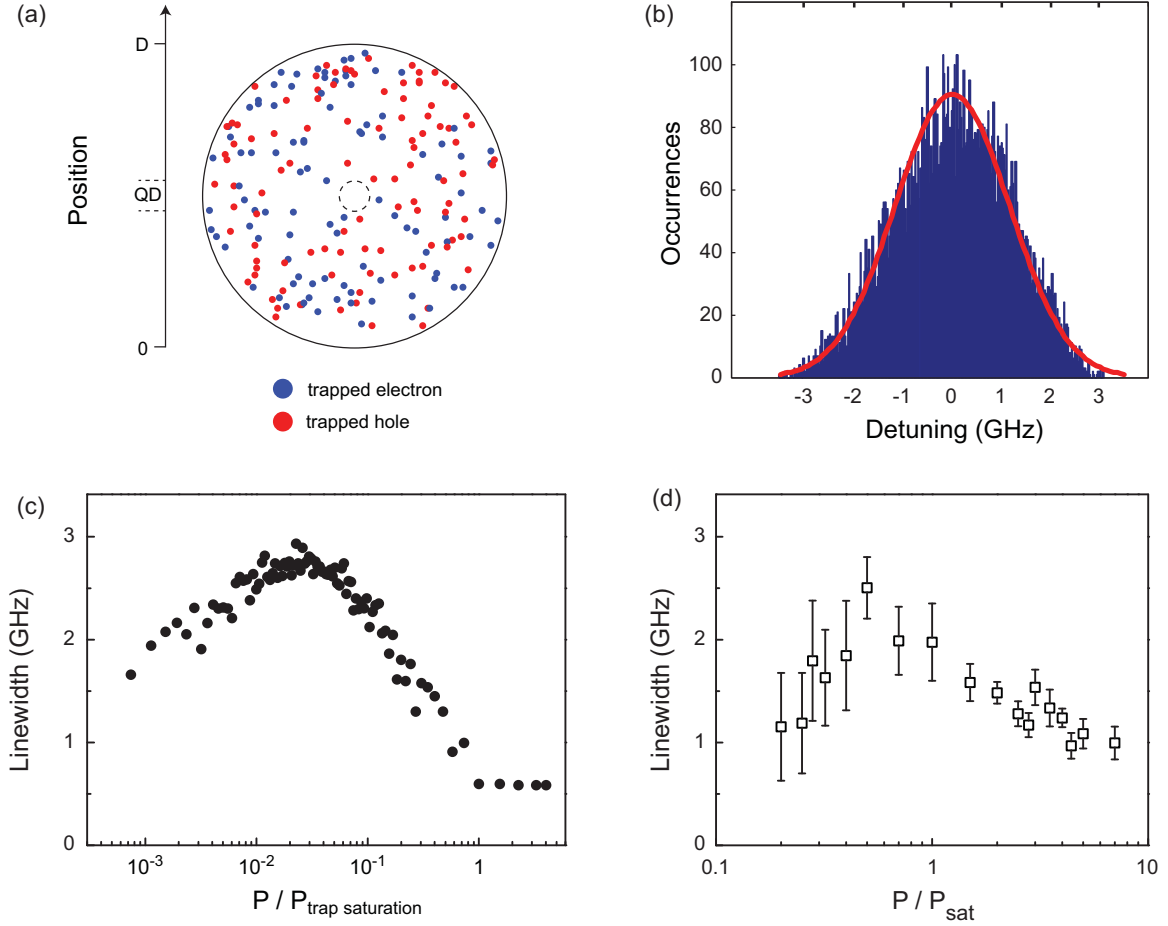 (a)
D
Position
QD
0
trapped electron
trapped hole
(b)
Occurrences
100
80
60
40
20
0
-3 -2 -1 0 1 2 3
Detuning (GHz)
(c)
Linewidth (GHz)
3
2
1
0
10⁻³ 10⁻² 10⁻¹ 1
P / P trap saturation
(d)
Linewidth (GHz)
3
2
1
0
0.1 1 10
P / P sat